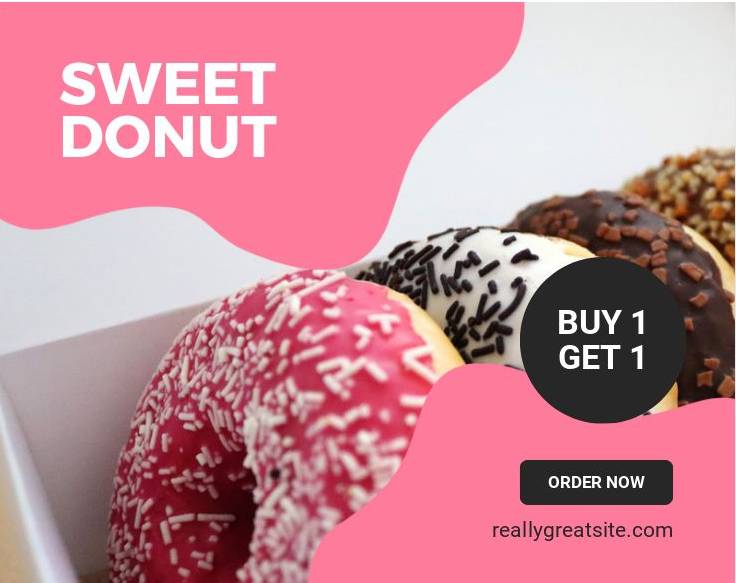 SWEET
DONUT
BUY 1
GET 1
ORDER NOW
reallygreatsite.com